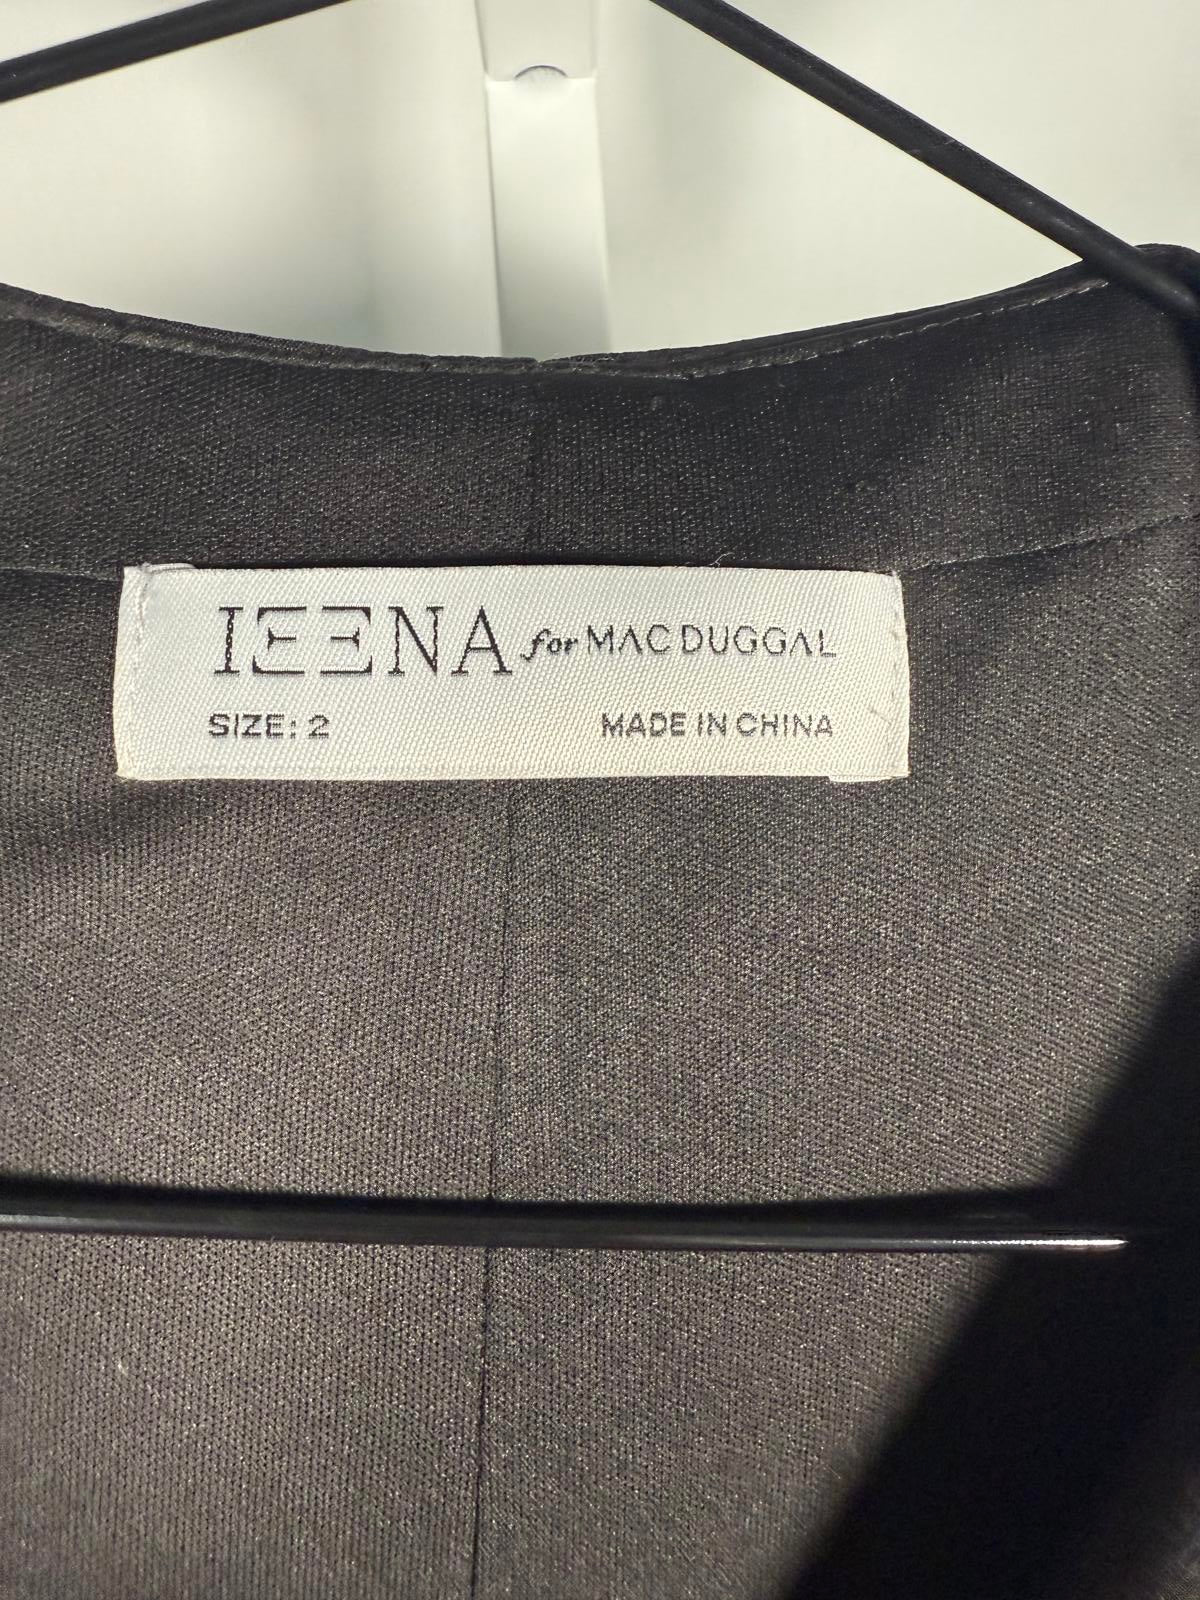 IEENA for MAC DUGGAL
SIZE: 2
MADE IN CHINA